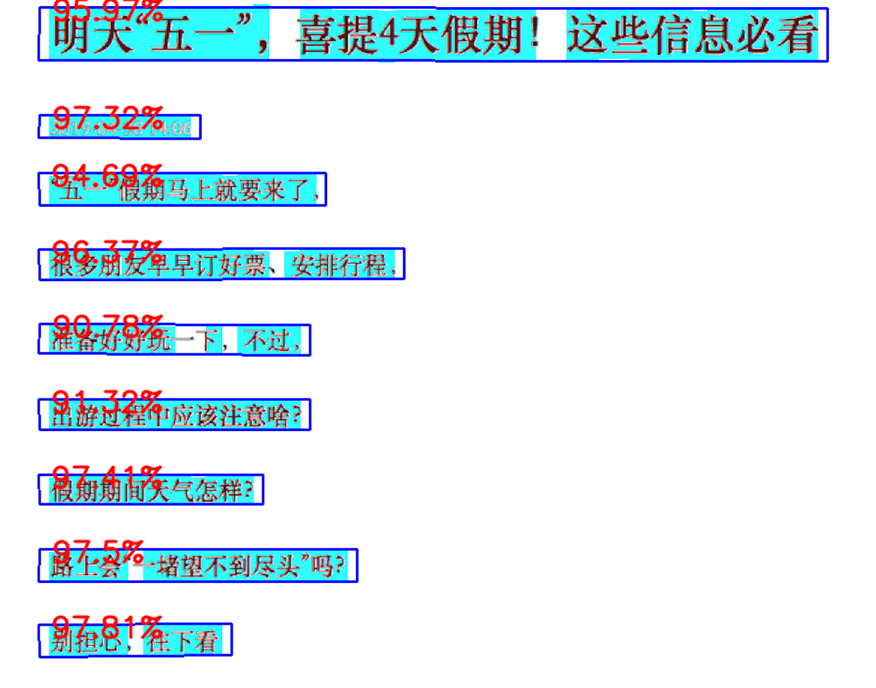 95.97%
明天“五一”，喜提4天假期！这些信息必看
97.32%
94.69%
“五一”假期马上就要来了，
96.37%
很多朋友早早订好票、安排行程，
90.78%
准备好好玩一下，不过，
91.32%
出游过程中应该注意啥？
97.41%
假期期间天气怎样？
97.5%
路上会“一堵望不到尽头”吗？
97.81%
别担心，往下看